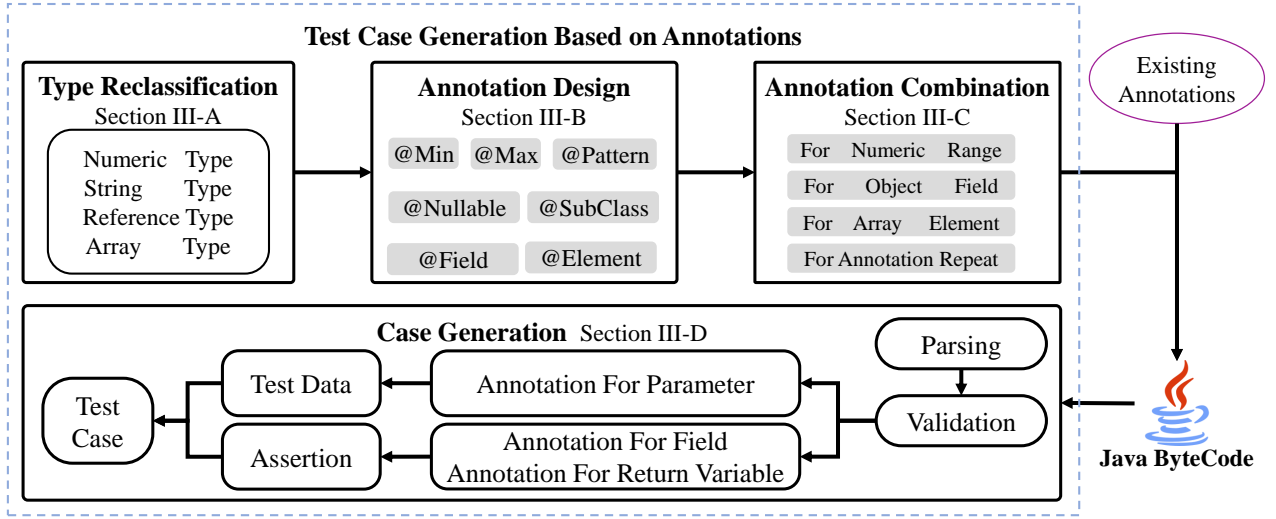 Test Case Generation Based on Annotations
Type Reclassification
Section III-A
Numeric Type
String Type
Reference Type
Array Type
Annotation Design
Section III-B
@Min @Max @Pattern
@Nullable @SubClass
@Field @Element
Annotation Combination
Section III-C
For Numeric Range
For Object Field
For Array Element
For Annotation Repeat
Existing
Annotations
Case Generation Section III-D
Parsing
Validation
Annotation For Parameter
Annotation For Field
Annotation For Return Variable
Test Data
Assertion
Test
Case
Java ByteCode